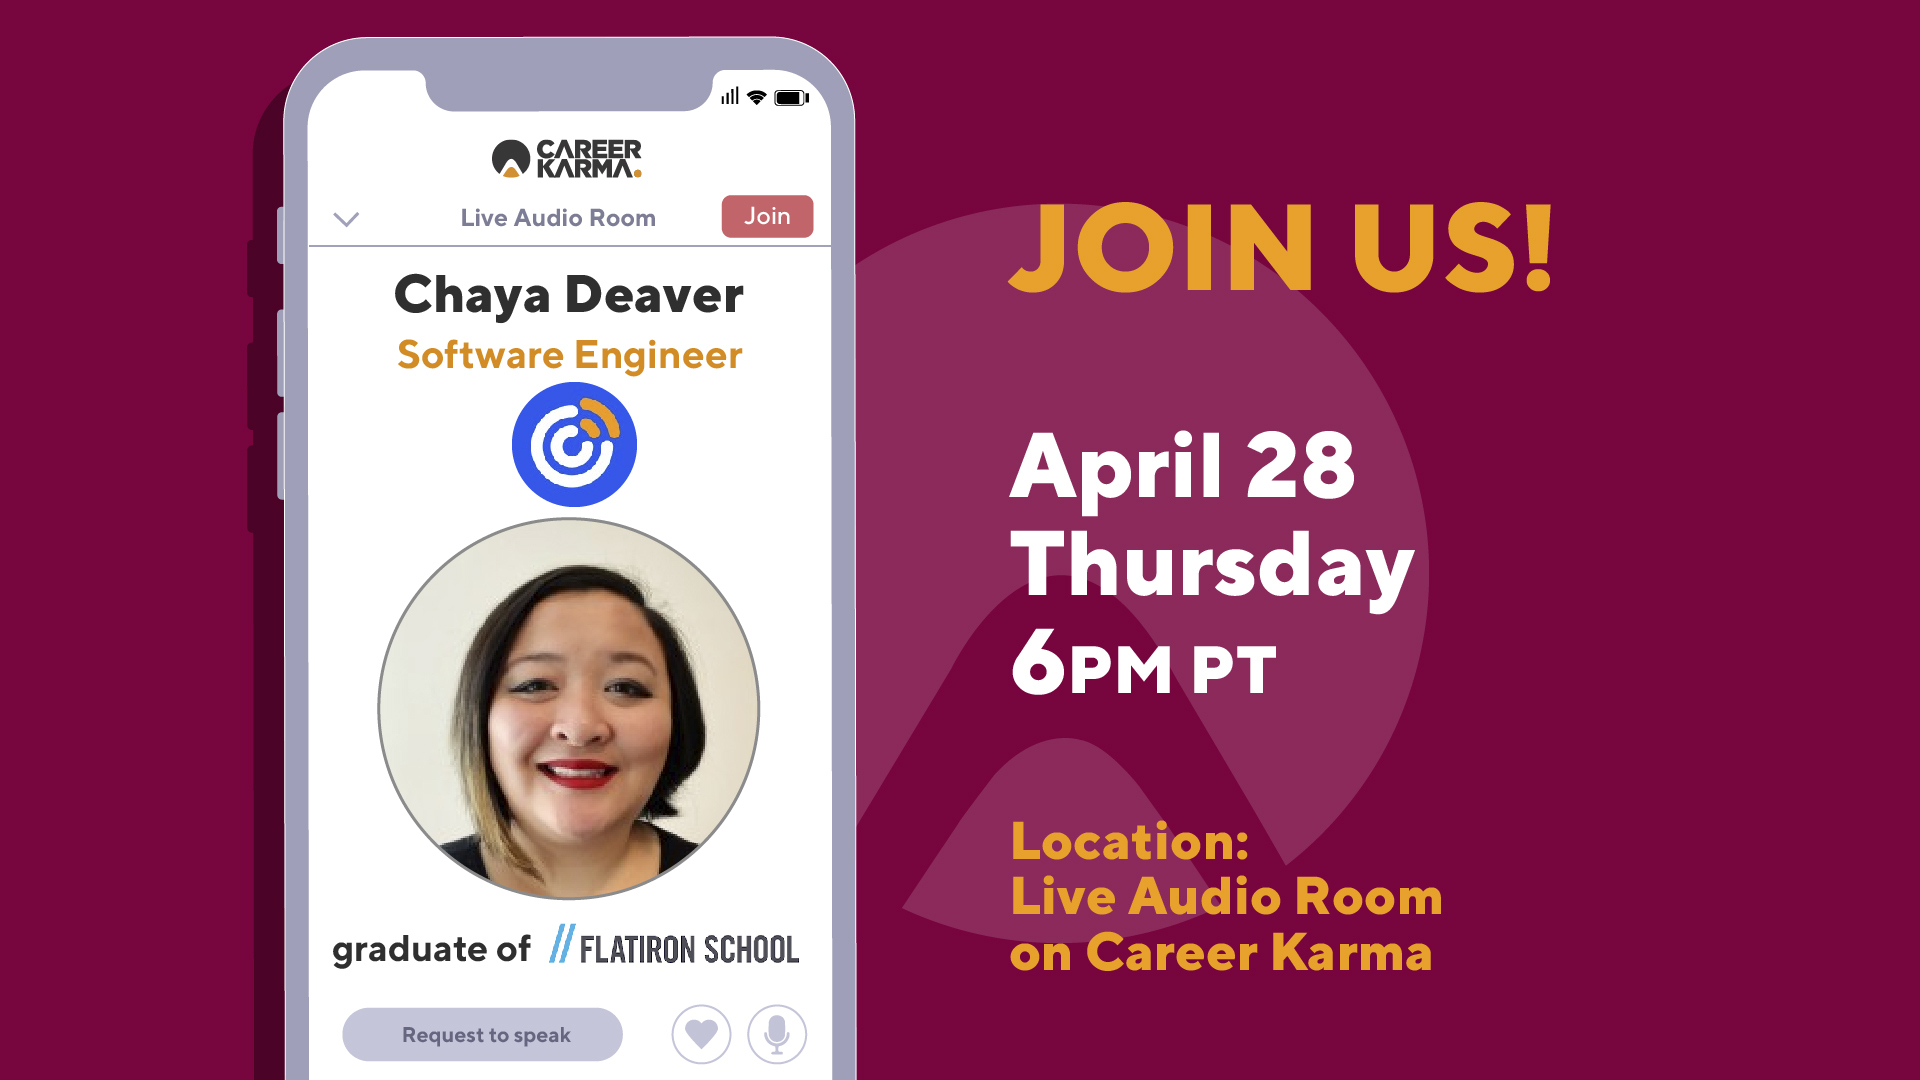 CAREER
KARMA.
Live Audio Room
Join
Chaya Deaver
Software Engineer
graduate of // FLATIRON SCHOOL
Request to speak
JOIN US!
April 28
Thursday
6PM PT
Location:
Live Audio Room
on Career Karma